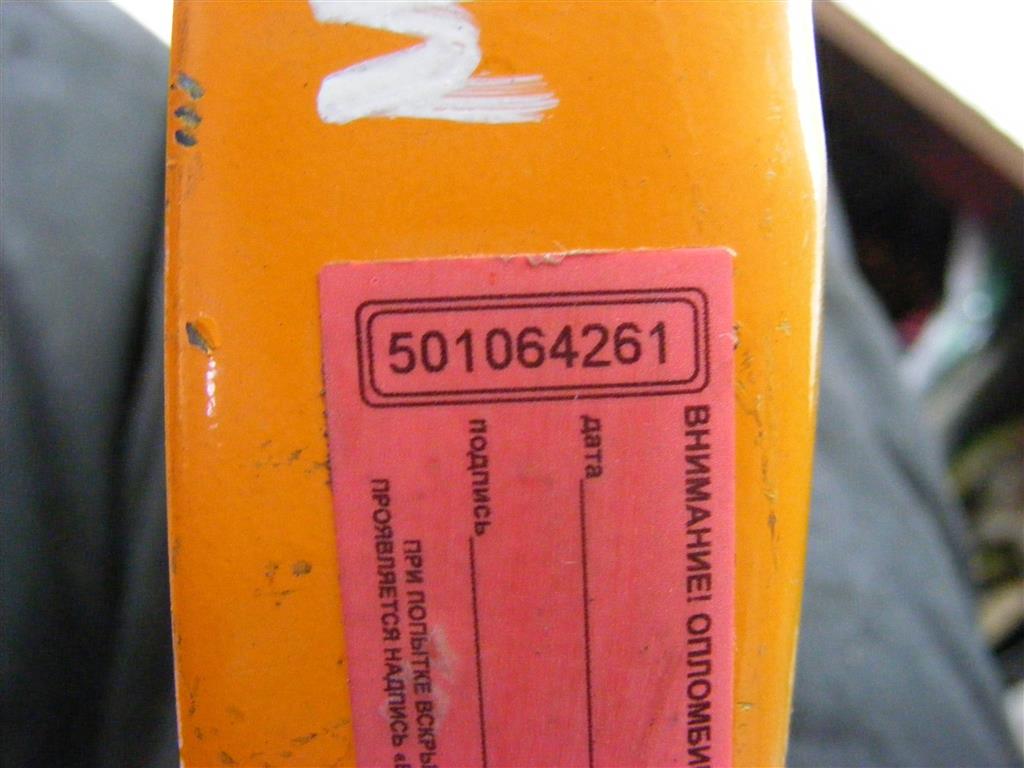 501064261
ВНИМАНИЕ! ОПЛОМБИ
дата
подпись
ПРИ ПОПЫТКЕ ВСКРЫ
ПРОЯВЛЯЕТСЯ НАДПИСЬ «